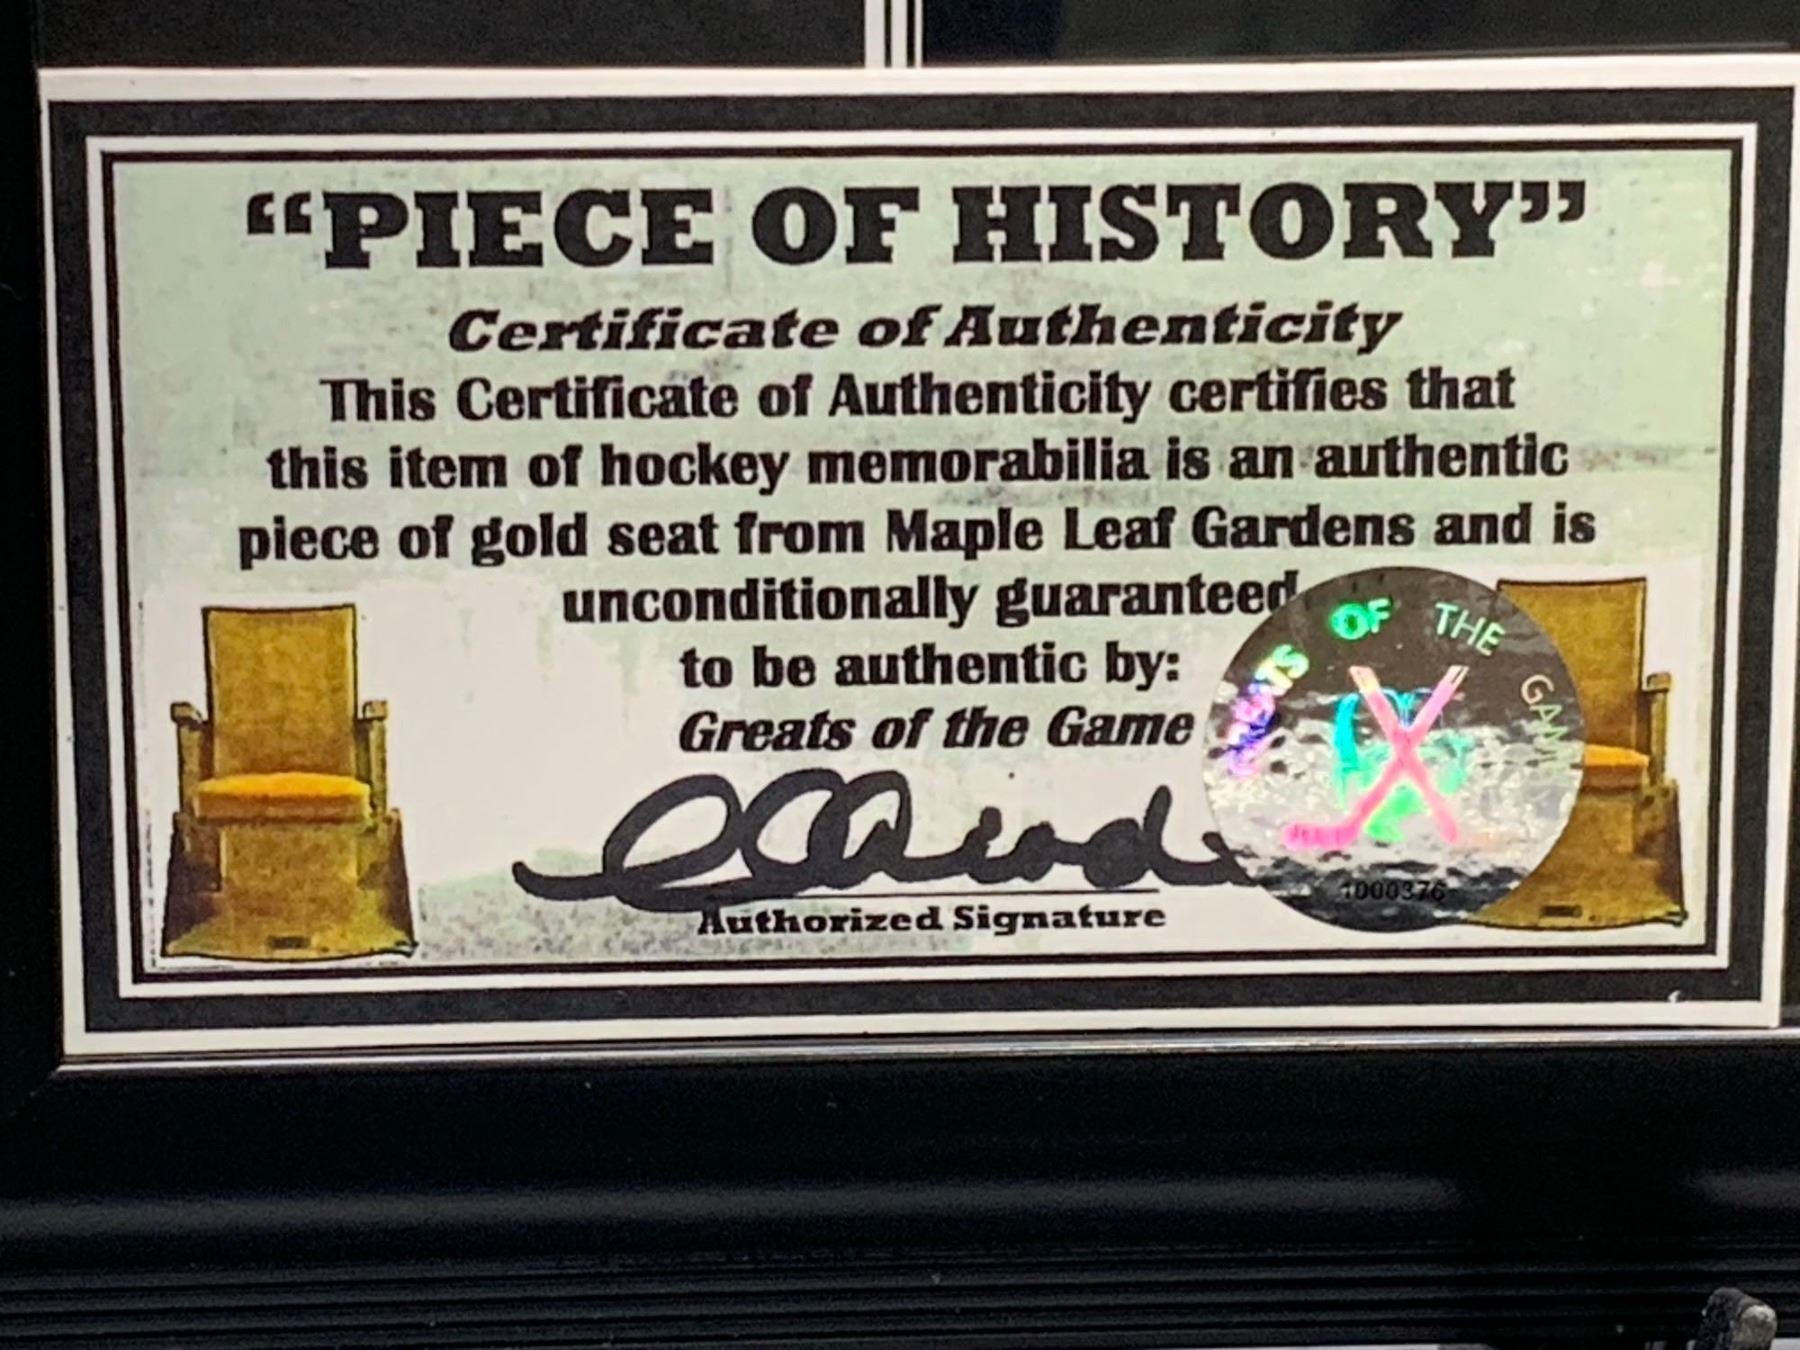 “PIECE OF HISTORY”
Certificate of Authenticity
This Certificate of Authenticity certifies that
this item of hockey memorabilia is an authentic
piece of gold seat from Maple Leaf Gardens and is
unconditionally guaranteed
to be authentic by:
Greats of the Game
Authorized Signature
OF THE GAME
1000376